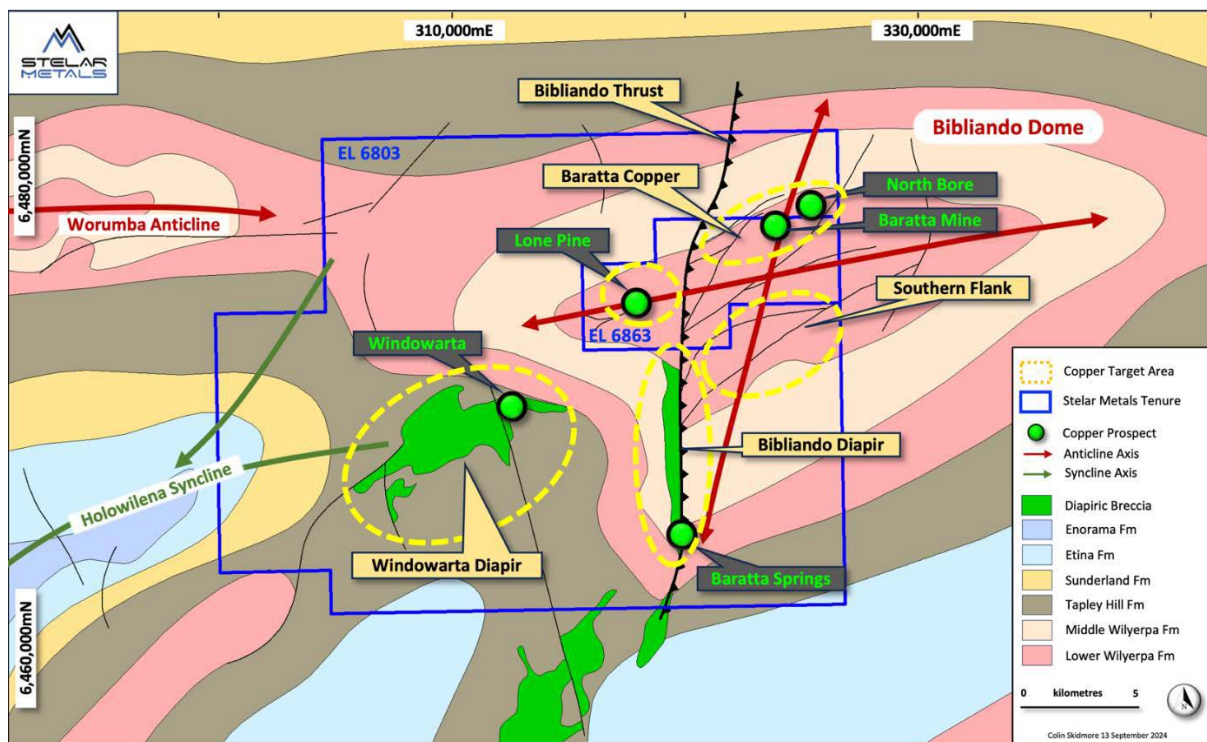 STELAR
METALS
310,000mE
330,000mE
Bibliando Thrust
Bibliando Dome
EL 6803
Baratta Copper
North Bore
6,480,000mN
Worumba Anticline
Baratta Mine
Lone Pine
Southern Flank
EL 6863
Windowarta
Bibliando Diapir
Holowilena Syncline
Windowarta Diapir
Baratta Springs
6,460,000mN
Copper Target Area
Stelar Metals Tenure
Copper Prospect
Anticline Axis
Syncline Axis
Diapiric Breccia
Enorama Fm
Etina Fm
Sunderland Fm
Tapley Hill Fm
Middle Wilyerpa Fm
Lower Wilyerpa Fm
0 kilometres 5
N
Colin Skidmore 13 September 2024